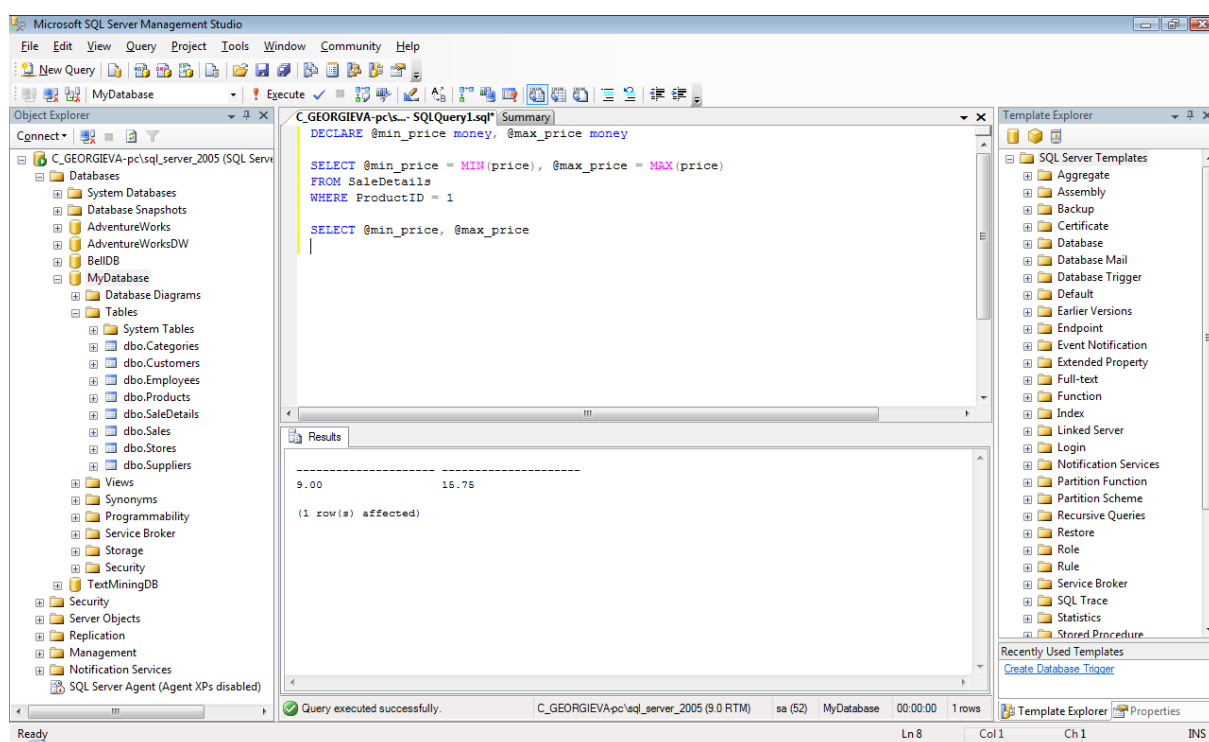 Microsoft SQL Server Management Studio
File Edit View Query Project Tools Window Community Help
New Query
MyDatabase Execute
Object Explorer
Connect
C_GEORGIEVA-pc\sql_server_2005 (SQL Serve
Databases
System Databases
Database Snapshots
AdventureWorks
AdventureWorksDW
BellDB
MyDatabase
Database Diagrams
Tables
System Tables
dbo.Categories
dbo.Customers
dbo.Employees
dbo.Products
dbo.SaleDetails
dbo.Sales
dbo.Stores
dbo.Suppliers
Views
Synonyms
Programmability
Service Broker
Storage
Security
TextMiningDB
Security
Server Objects
Replication
Management
Notification Services
SQL Server Agent (Agent XPs disabled)
C_GEORGIEVA-pc\s...- SQLQuery1.sql* Summary
DECLARE @min_price money, @max_price money
SELECT @min_price = MIN(price), @max_price = MAX(price)
FROM SaleDetails
WHERE ProductID = 1
SELECT @min_price, @max_price
Results
--------------------- ---------------------
9.00 15.75
(1 row(s) affected)
Query executed successfully. C_GEORGIEVA-pc\sql_server_2005 (9.0 RTM) sa (52) MyDatabase 00:00:00 1 rows
Template Explorer
SQL Server Templates
Aggregate
Assembly
Backup
Certificate
Database
Database Mail
Database Trigger
Default
Earlier Versions
Endpoint
Event Notification
Extended Property
Full-text
Function
Index
Linked Server
Login
Notification Services
Partition Function
Partition Scheme
Recursive Queries
Restore
Role
Rule
Service Broker
SQL Trace
Statistics
Stored Procedure
Recently Used Templates
Create Database Trigger
Template Explorer Properties
Ready Ln 8 Col 1 Ch 1 INS